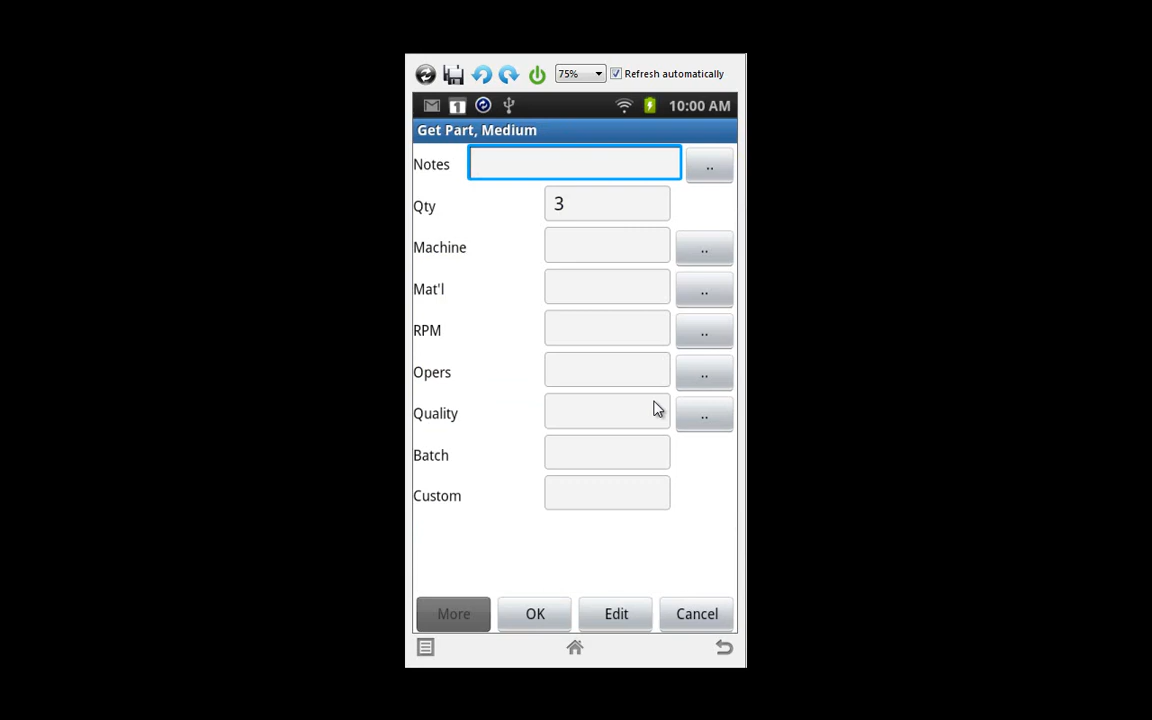 75%
Refresh automatically
1
10:00 AM
Get Part, Medium
Notes ..
Qty 3
Machine ..
Mat'l ..
RPM ..
Opers ..
Quality ..
Batch
Custom
More OK Edit Cancel